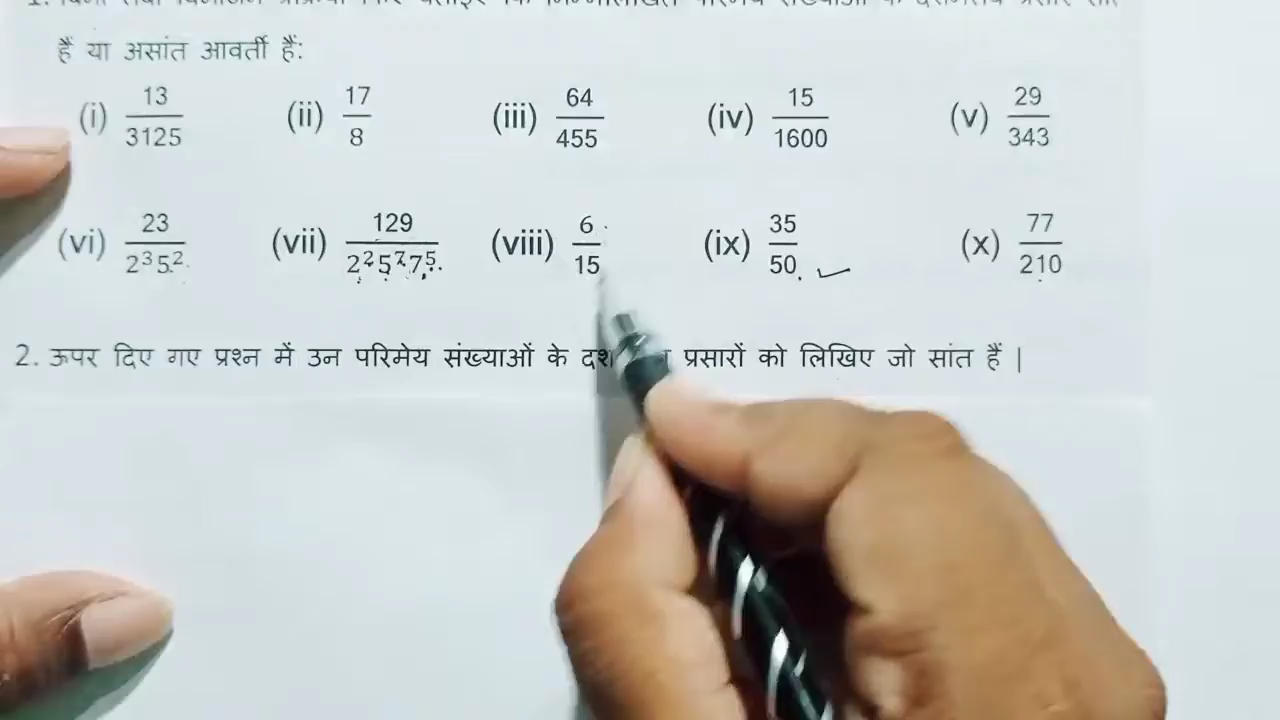 हैं या असांत आवर्ती हैं:
(i) 13/3125 (ii) 17/8 (iii) 64/455 (iv) 15/1600 (v) 29/343
(vi) 23/2³5² (vii) 129/2²5⁷7⁵ (viii) 6/15 (ix) 35/50 (x) 77/210
2. ऊपर दिए गए प्रश्न में उन परिमेय संख्याओं के प्रसारों को लिखिए जो सांत हैं |